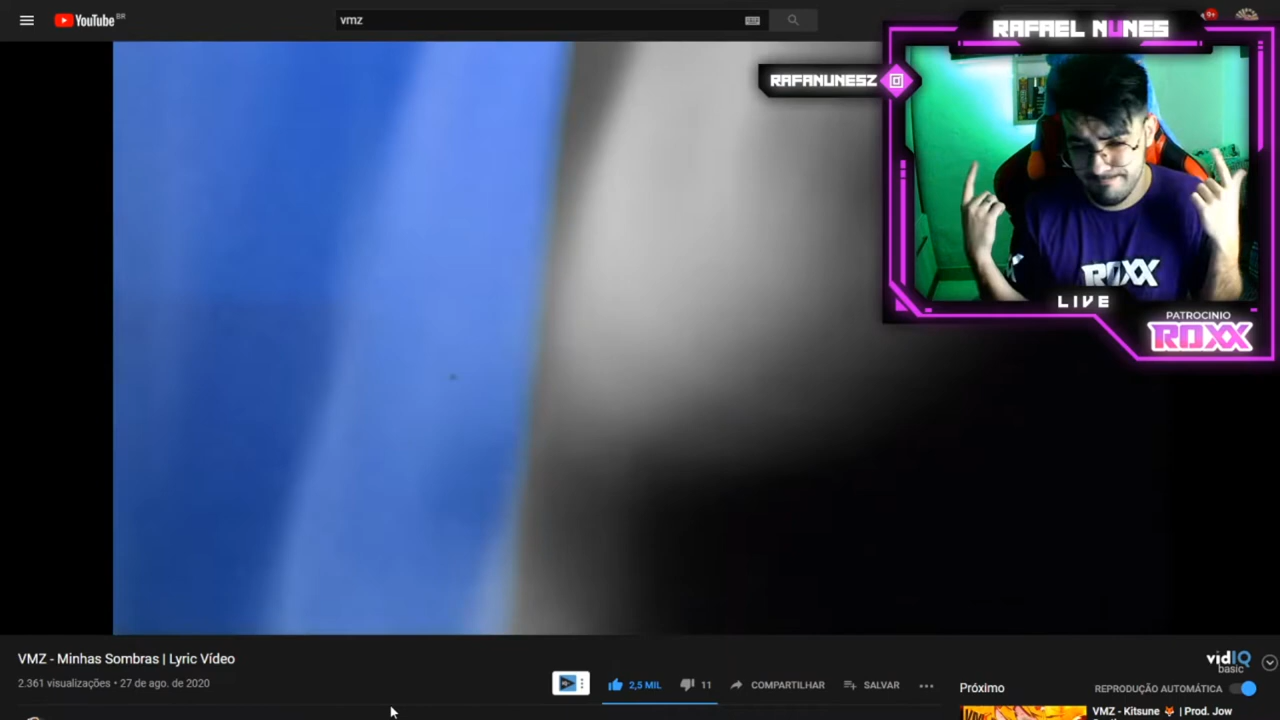 YouTube BR
vmz
9+
RAFAEL NUNES
RAFANUNESZ
ROXX
LIVE
PATROCINIO
ROXX
VMZ - Minhas Sombras | Lyric Vídeo
2.361 visualizações • 27 de ago. de 2020
2,5 MIL
11
COMPARTILHAR
SALVAR
vidIQ
basic
Próximo
REPRODUÇÃO AUTOMÁTICA
VMZ - Kitsune 🦊 | Prod. Jow